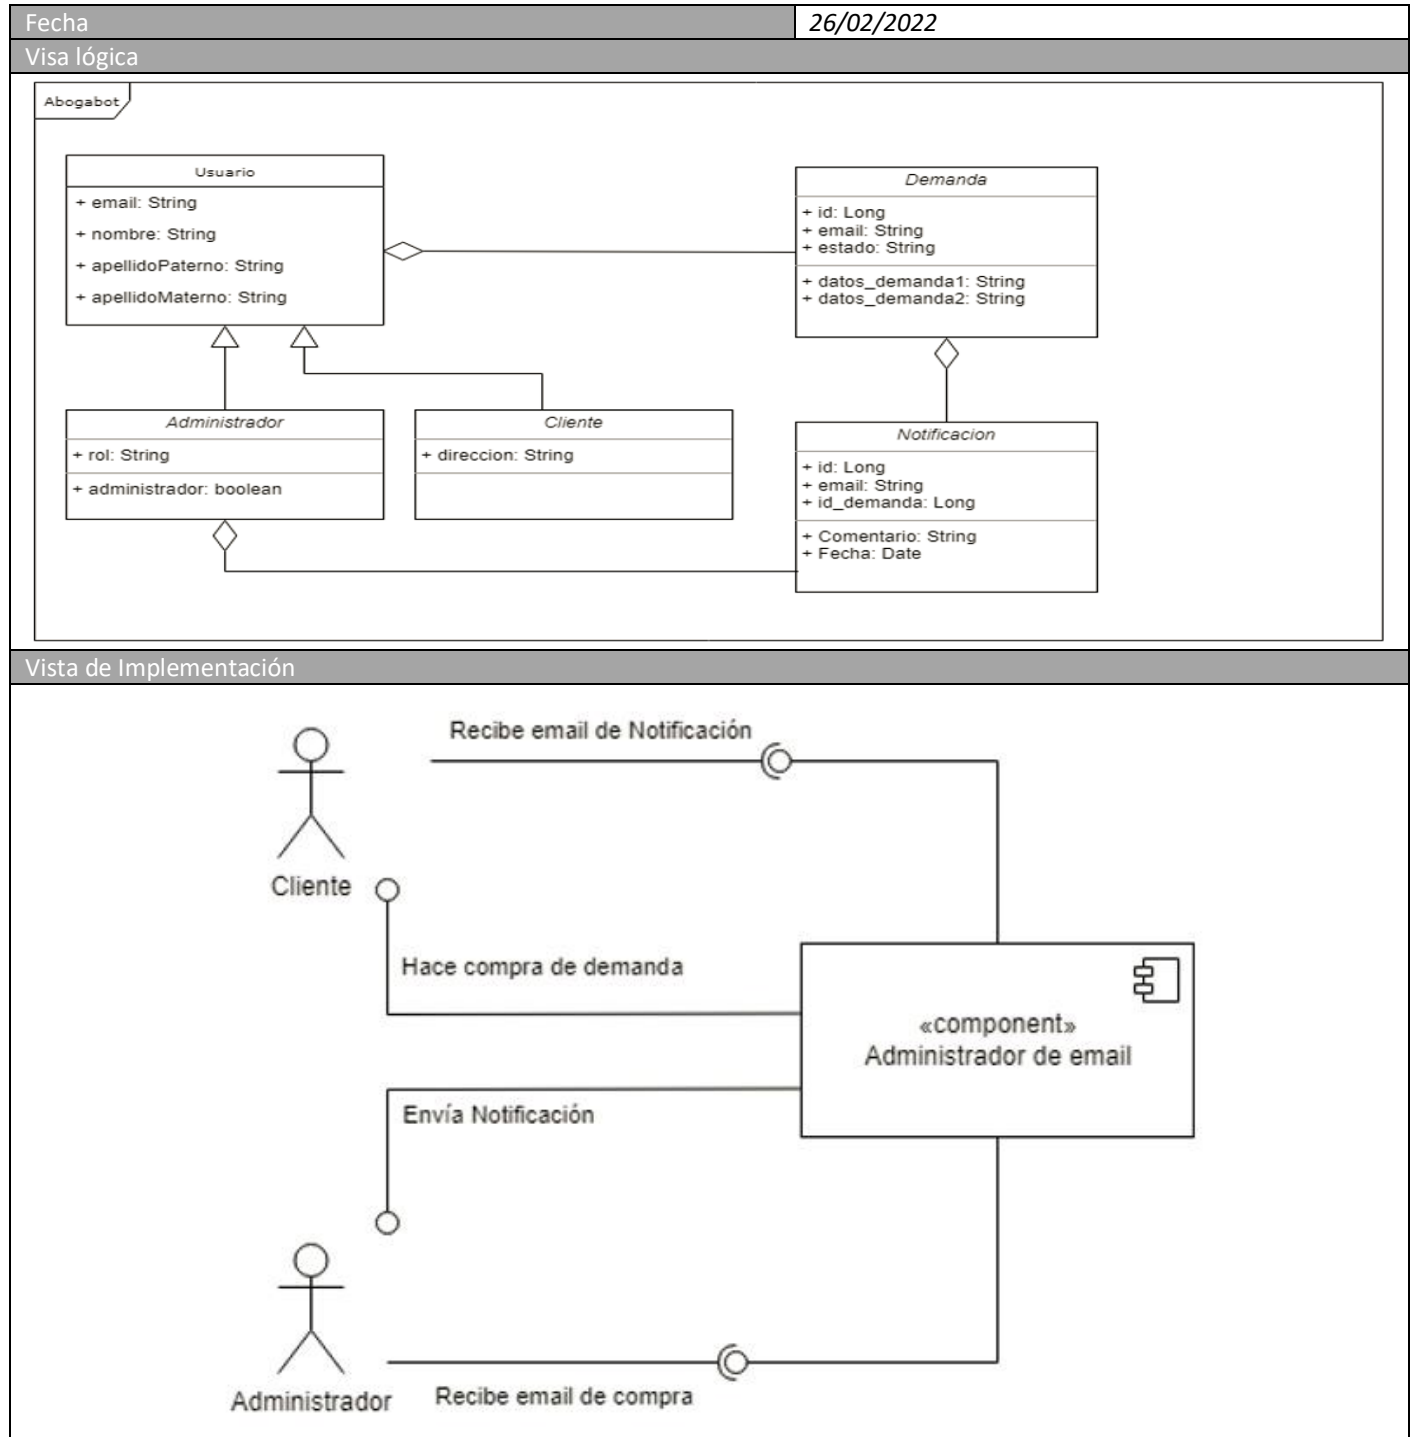 Fecha
26/02/2022
Visa lógica
Abogabot
Usuario
+ email: String
+ nombre: String
+ apellidoPaterno: String
+ apellidoMaterno: String
Demanda
+ id: Long
+ email: String
+ estado: String
+ datos_demanda1: String
+ datos_demanda2: String
Administrador
+ rol: String
+ administrador: boolean
Cliente
+ direccion: String
Notificacion
+ id: Long
+ email: String
+ id_demanda: Long
+ Comentario: String
+ Fecha: Date
Vista de Implementación
Recibe email de Notificación
Cliente
Hace compra de demanda
«component»
Administrador de email
Envía Notificación
Administrador
Recibe email de compra